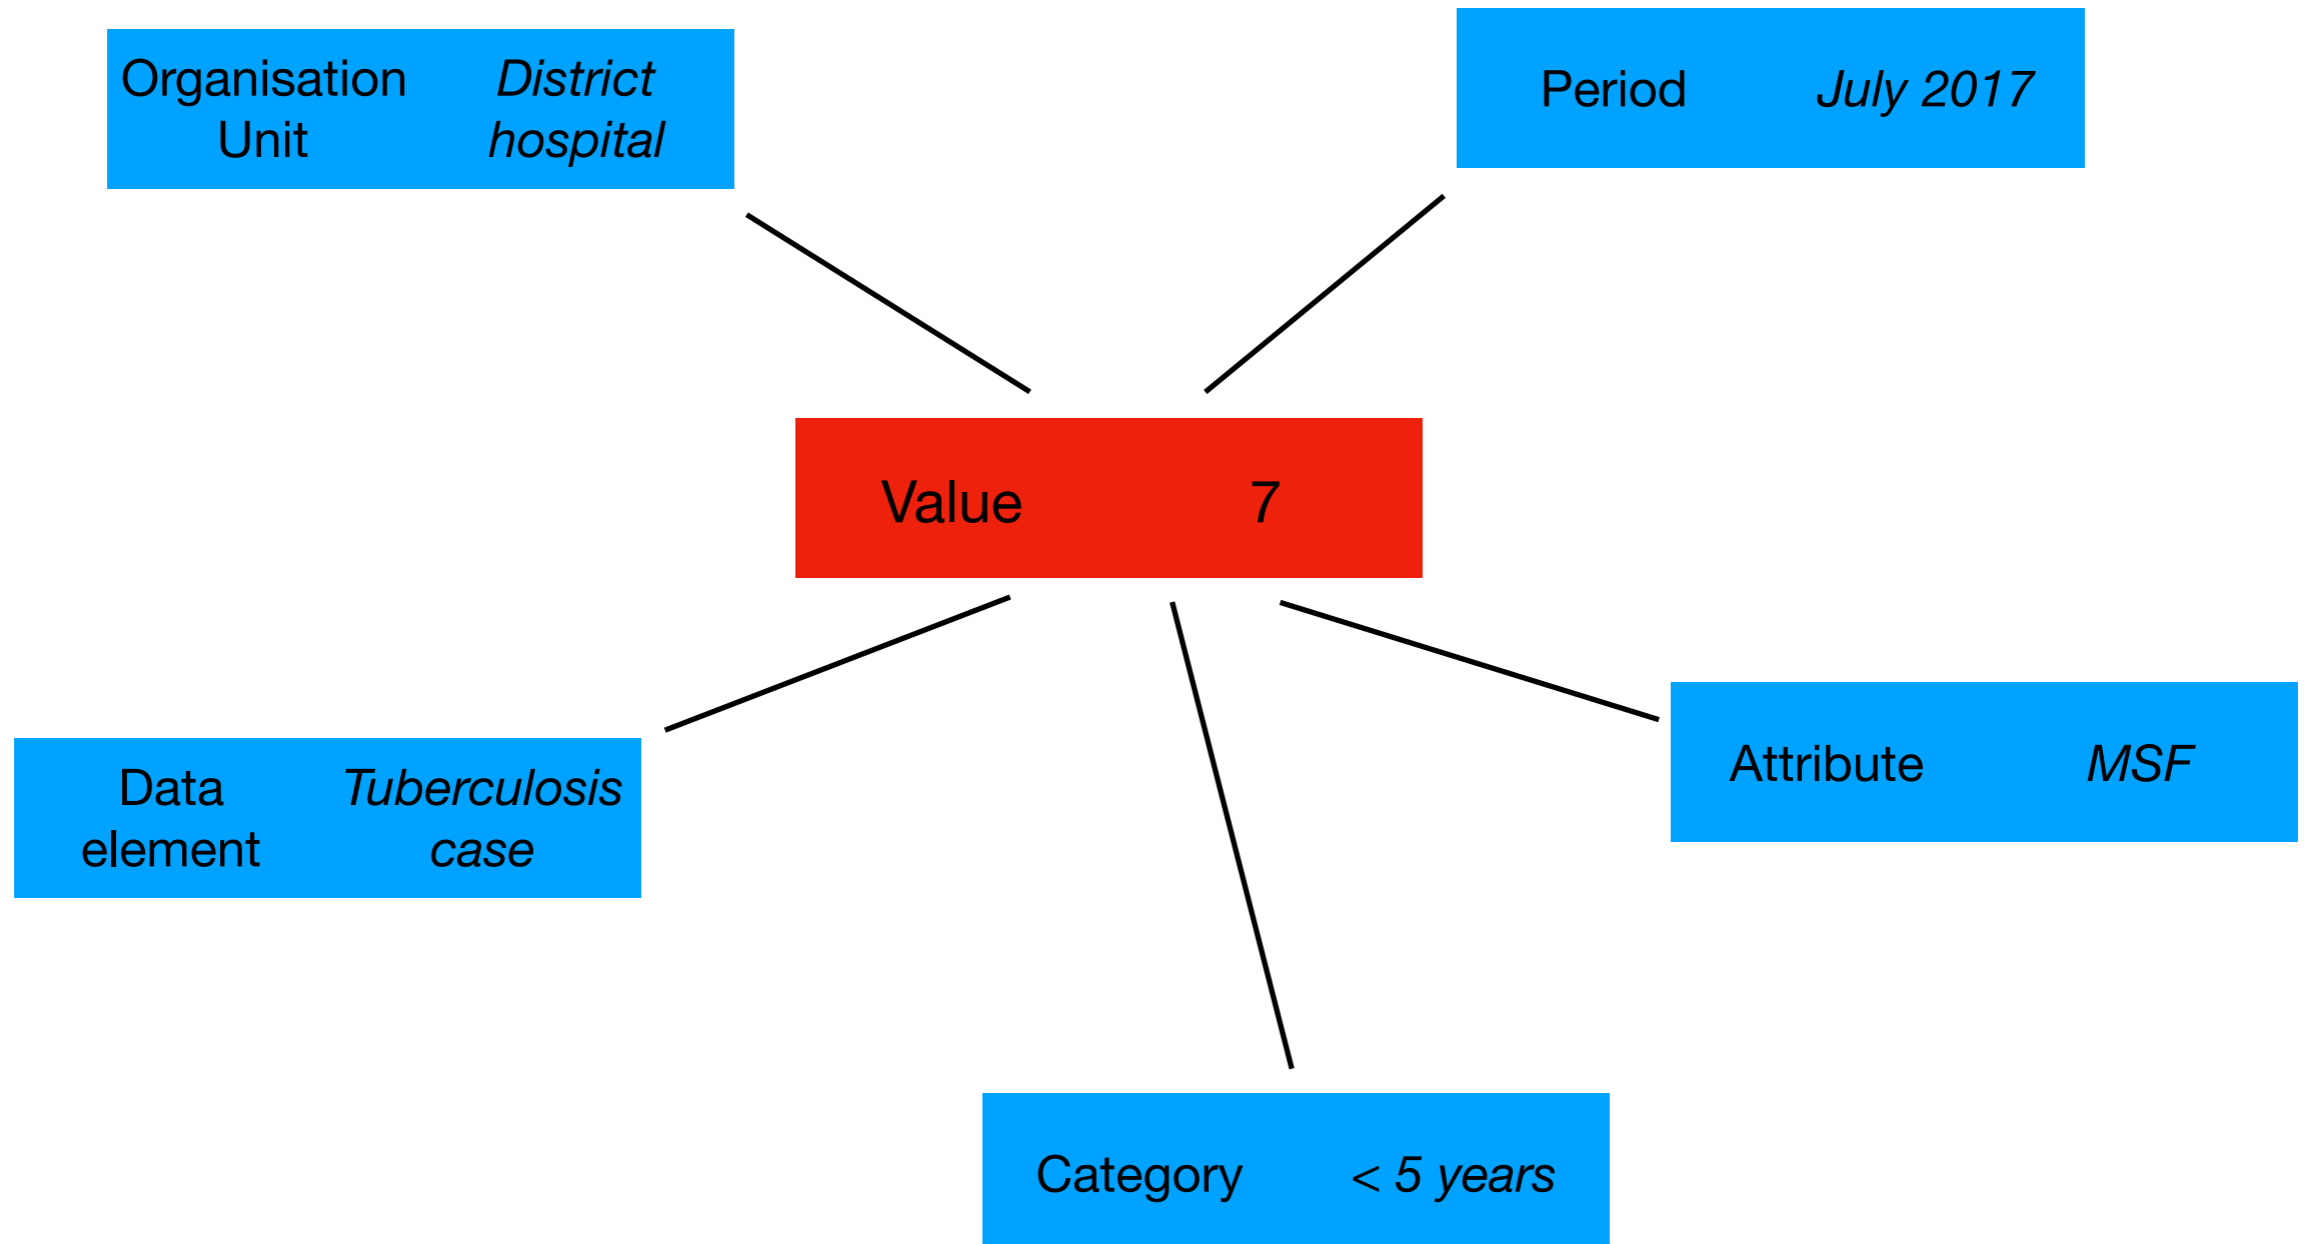 Organisation
Unit
District
hospital
Period
July 2017
Value
7
Data
element
Tuberculosis
case
Attribute
MSF
Category
< 5 years